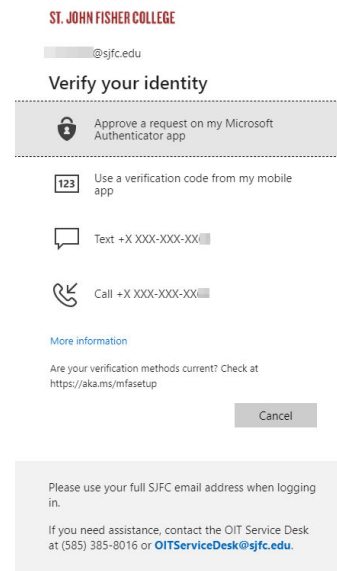 ST. JOHN FISHER COLLEGE
@sjfc.edu
Verify your identity
Approve a request on my Microsoft
Authenticator app
123
Use a verification code from my mobile
app
Text +X XXX-XXX-XX
Call +X XXX-XXX-XX
More information
Are your verification methods current? Check at
https://aka.ms/mfasetup
Cancel
Please use your full SJFC email address when logging
in.
If you need assistance, contact the OIT Service Desk
at (585) 385-8016 or OITServiceDesk@sjfc.edu.